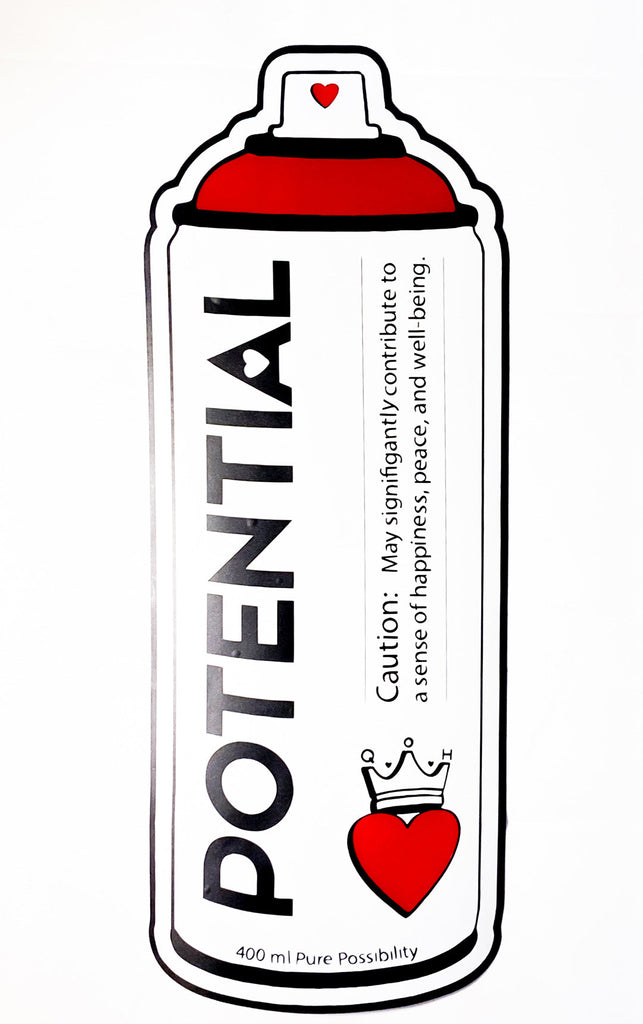 POTENTIAL
Caution: May signifigantly contribute to
a sense of happiness, peace, and well-being.
Q O H
400 ml Pure Possibility